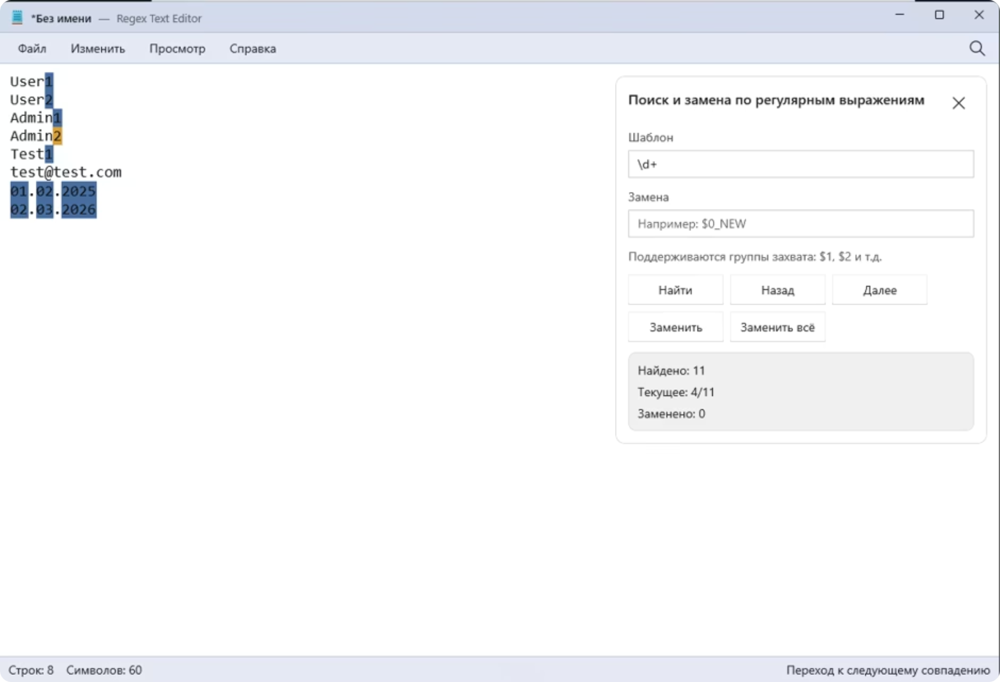 *Без имени — Regex Text Editor
Файл Изменить Просмотр Справка
User1
User2
Admin1
Admin2
Test1
test@test.com
01.02.2025
02.03.2026
Поиск и замена по регулярным выражениям
Шаблон
\d+
Замена
Например: $0_NEW
Поддерживаются группы захвата: $1, $2 и т.д.
Найти Назад Далее
Заменить Заменить всё
Найдено: 11
Текущее: 4/11
Заменено: 0
Строк: 8 Символов: 60 Переход к следующему совпадению